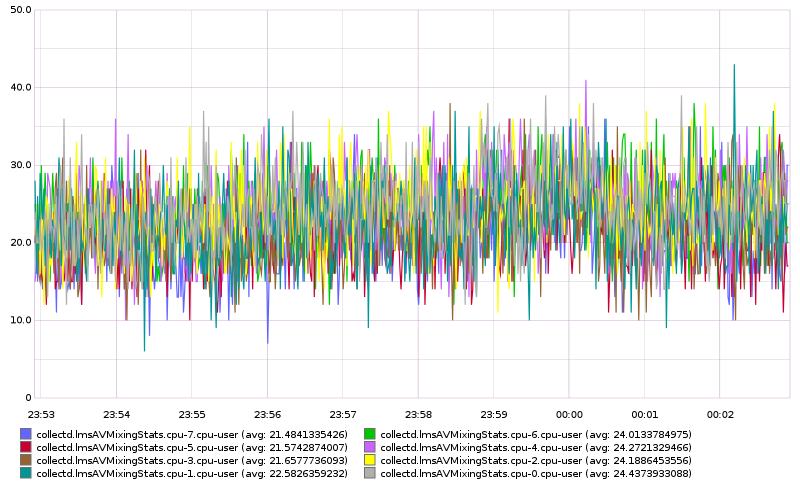 50.0
40.0
30.0
20.0
10.0
0
23:53 23:54 23:55 23:56 23:57 23:58 23:59 00:00 00:01 00:02
collectd.lmsAVMixingStats.cpu-7.cpu-user (avg: 21.4841335426) collectd.lmsAVMixingStats.cpu-6.cpu-user (avg: 24.0133784975)
collectd.lmsAVMixingStats.cpu-5.cpu-user (avg: 21.5742874007) collectd.lmsAVMixingStats.cpu-4.cpu-user (avg: 24.2721329466)
collectd.lmsAVMixingStats.cpu-3.cpu-user (avg: 21.6577736093) collectd.lmsAVMixingStats.cpu-2.cpu-user (avg: 24.1886453556)
collectd.lmsAVMixingStats.cpu-1.cpu-user (avg: 22.5826359232) collectd.lmsAVMixingStats.cpu-0.cpu-user (avg: 24.4373933088)